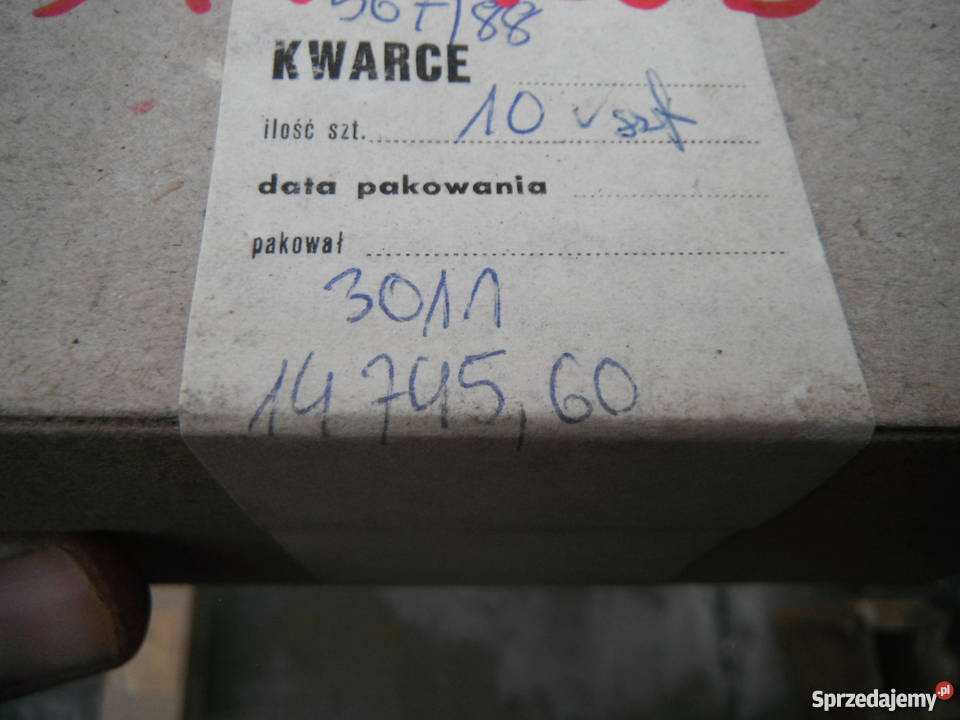 567/88
KWARCE
ilość szt. 10 szt
data pakowania
pakował
3011
14 745,60
Sprzedajemy.pl